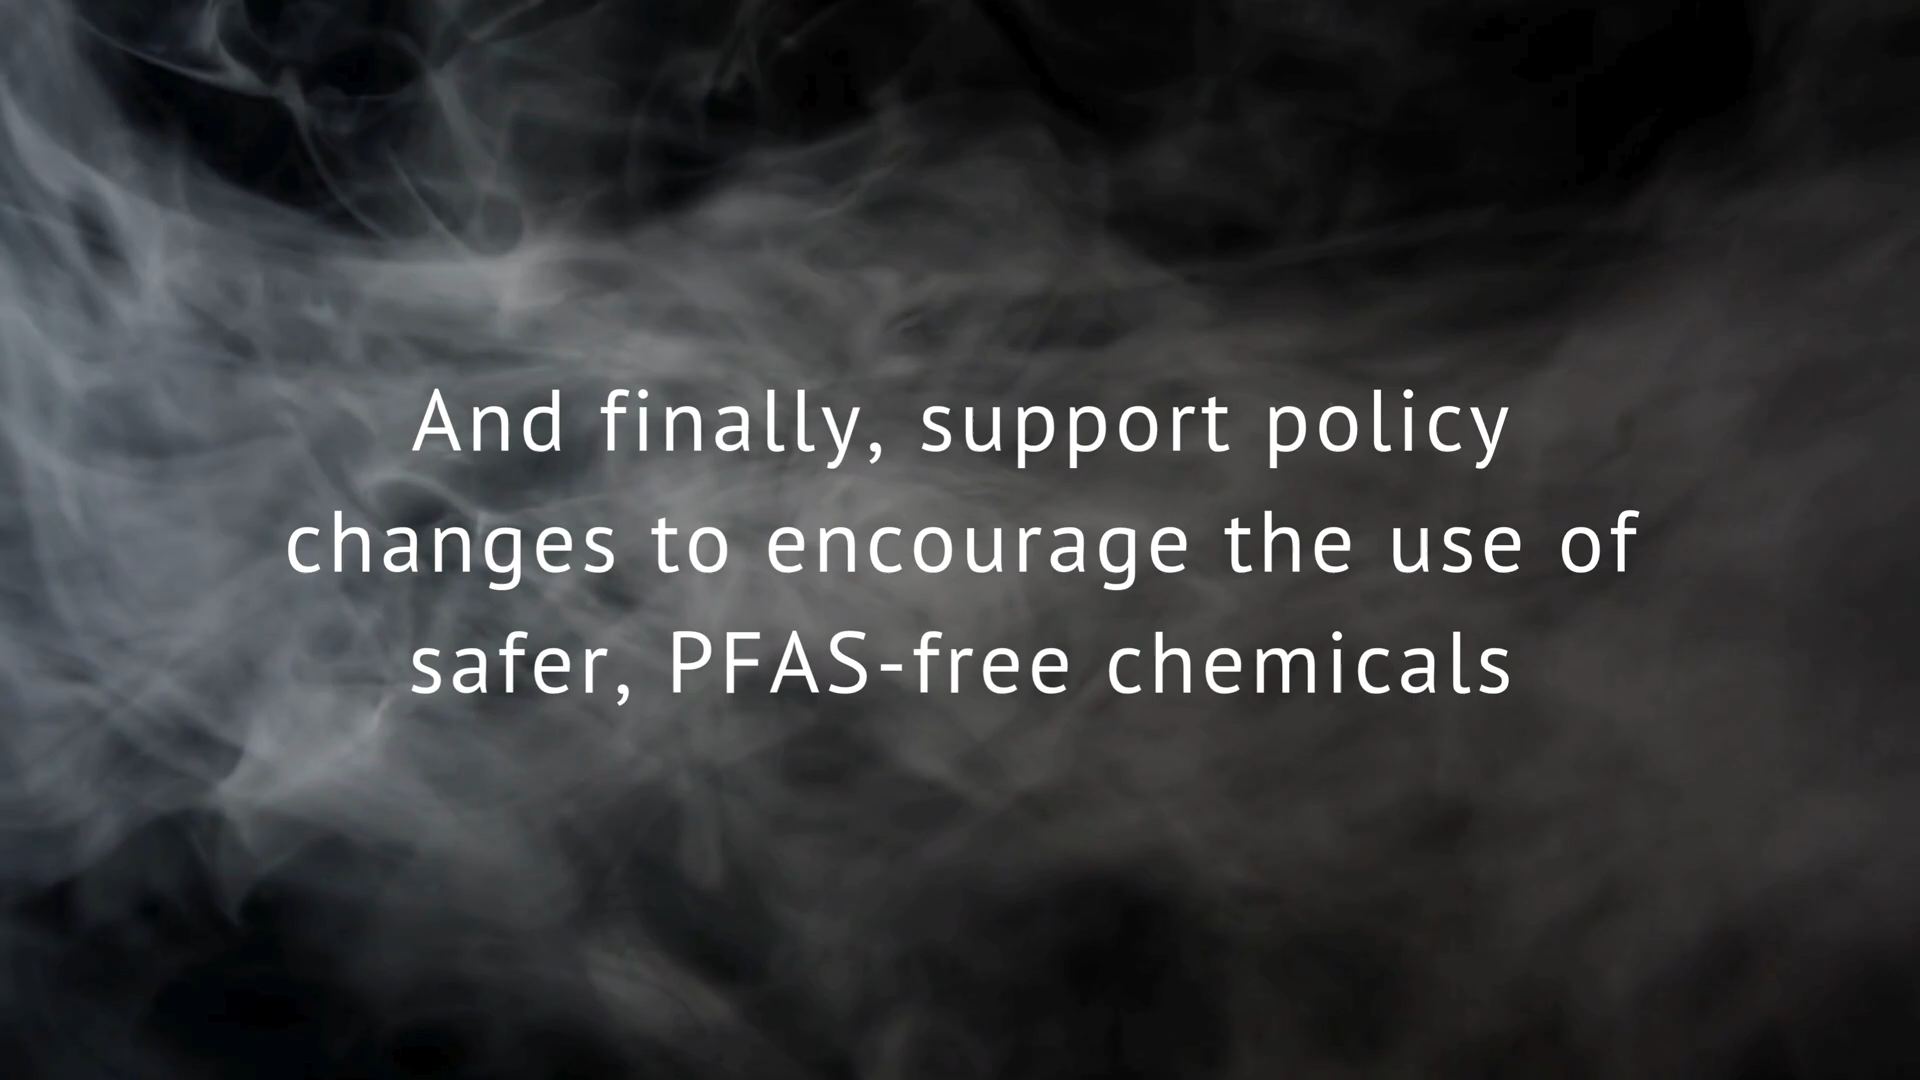 And finally, support policy
changes to encourage the use of
safer, PFAS-free chemicals